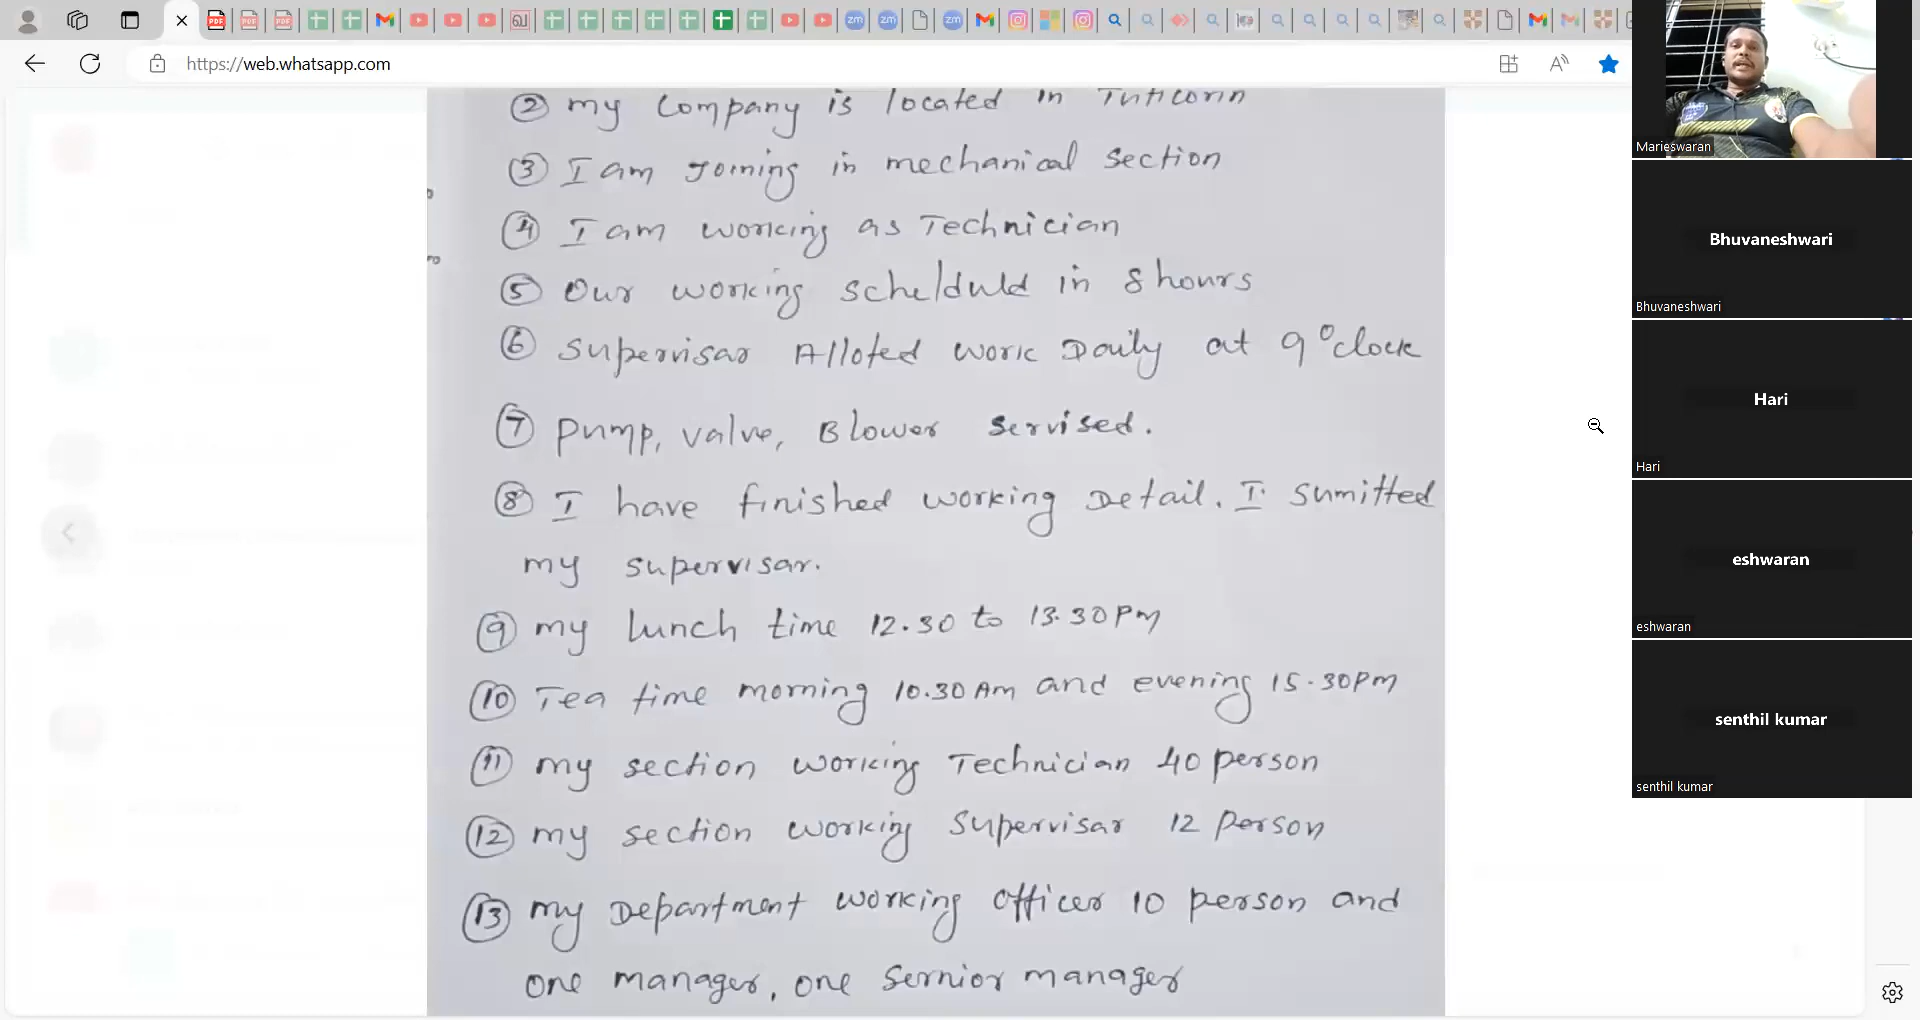 https://web.whatsapp.com
② my company is located in Tuticorin
③ I am Joining in mechanical section
④ I am working as Technician
⑤ Our working schelduld in 8 hours
⑥ supervisar Alloted work Daily at 9 o'clock
⑦ pump, valve, Blower servised.
⑧ I have finished working Detail. I sumitted
my supervisar.
⑨ my lunch time 12.30 to 13.30 pm
⑩ Tea time morning 10.30 Am and evening 15.30 pm
⑪ my section working Technician 40 person
⑫ my section working supervisar 12 person
⑬ my Department working officer 10 person and
one manager, one sernior manager
Marieswaran
Bhuvaneshwari
Bhuvaneshwari
Hari
Hari
eshwaran
eshwaran
senthil kumar
senthil kumar